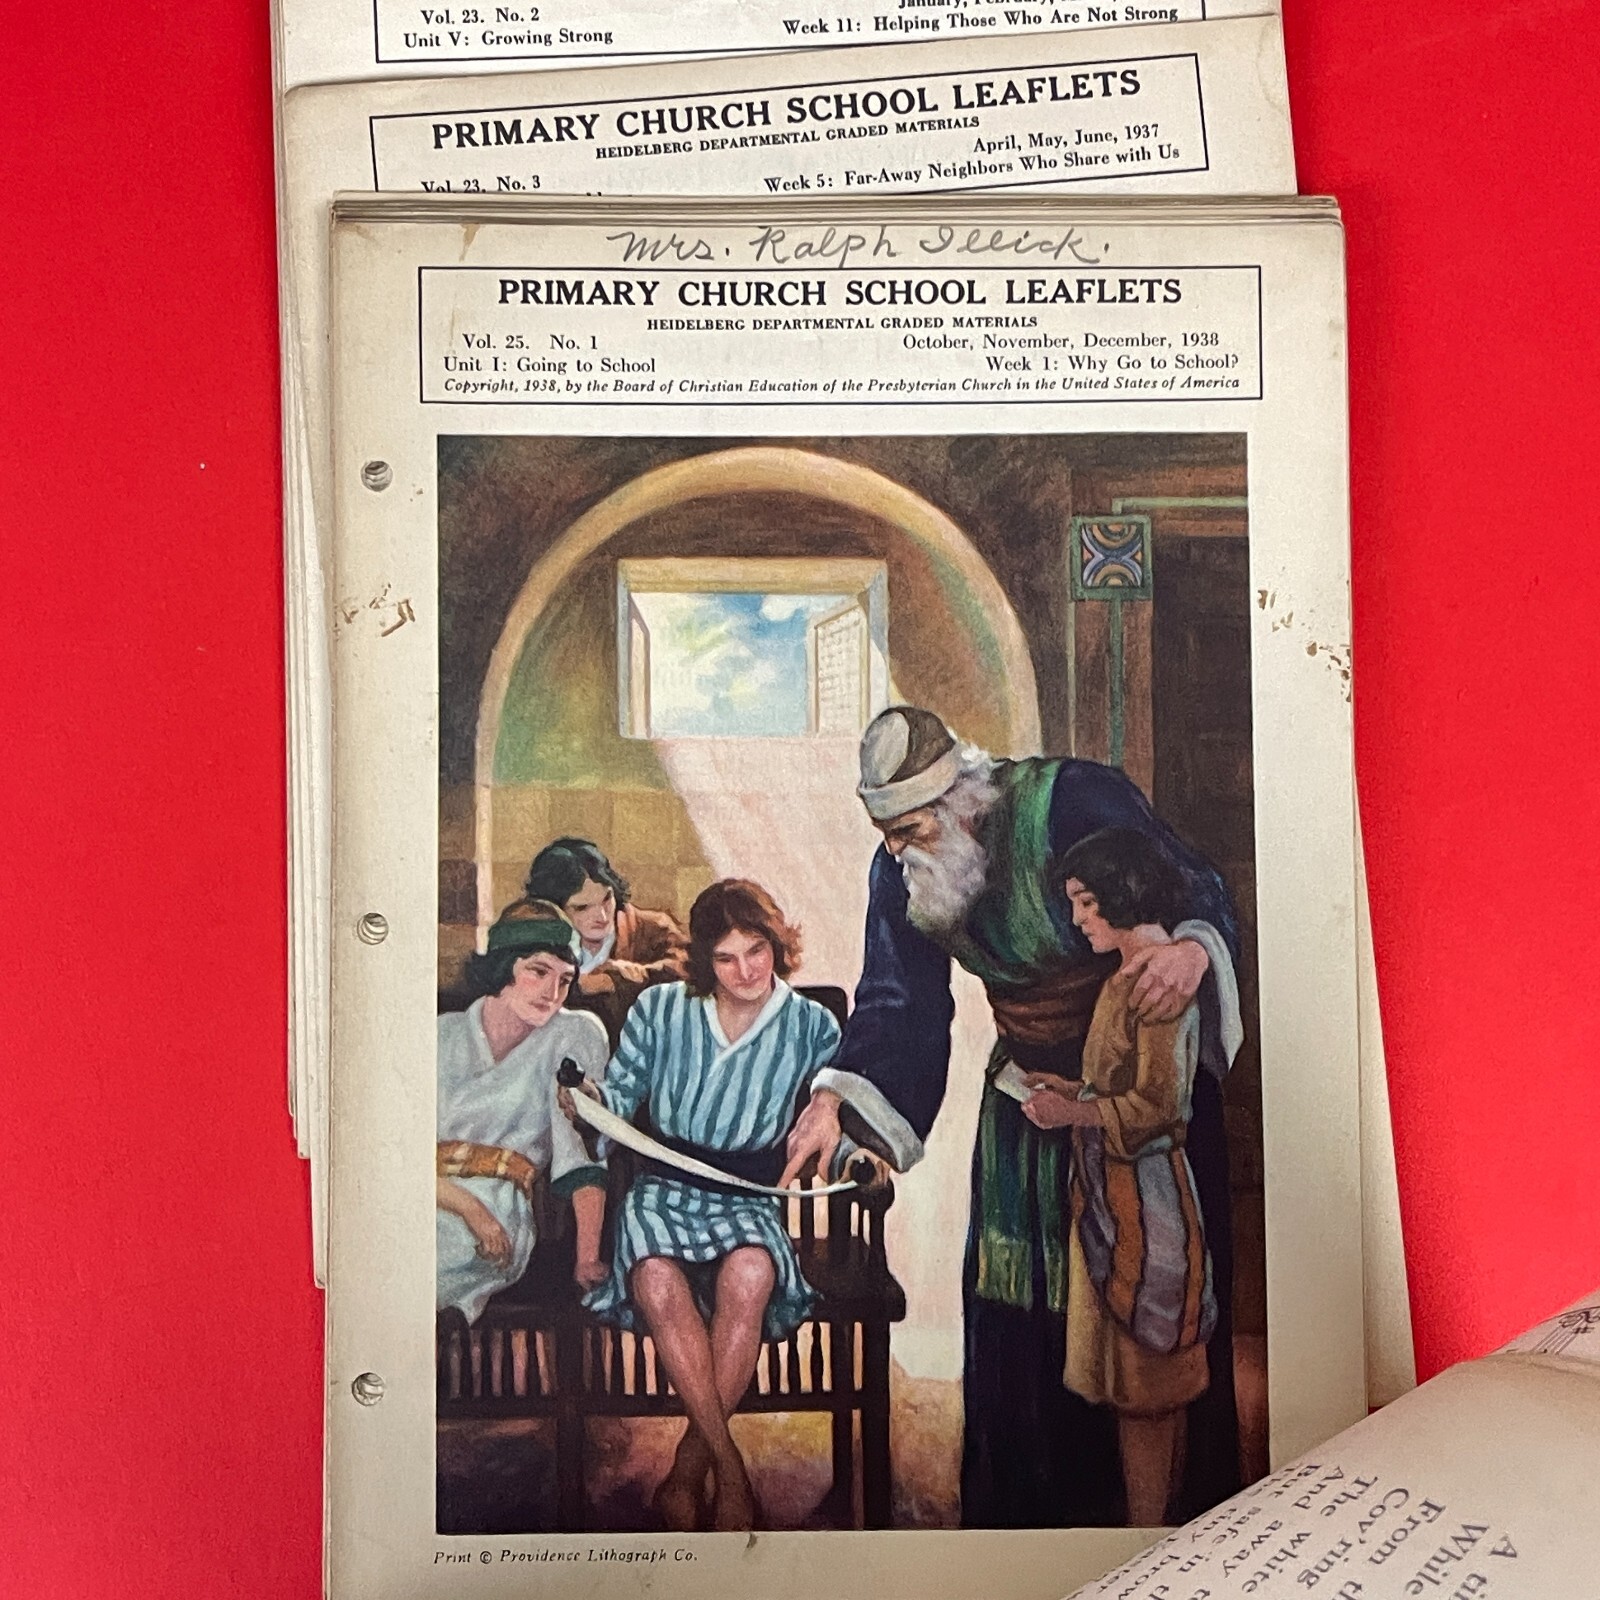 Vol. 23. No. 2
Unit V: Growing Strong
Week 11: Helping Those Who Are Not Strong
PRIMARY CHURCH SCHOOL LEAFLETS
HEIDELBERG DEPARTMENTAL GRADED MATERIALS
April, May, June, 1937
Vol. 23. No. 3
Week 5: Far-Away Neighbors Who Share with Us
Mrs. Ralph Illick.
PRIMARY CHURCH SCHOOL LEAFLETS
HEIDELBERG DEPARTMENTAL GRADED MATERIALS
Vol. 25. No. 1
October, November, December, 1938
Unit I: Going to School
Week 1: Why Go to School?
Copyright, 1938, by the Board of Christian Education of the Presbyterian Church in the United States of America
Print © Providence Lithograph Co.
A
While
From
Cov'ring
The
And white
But away
safe in